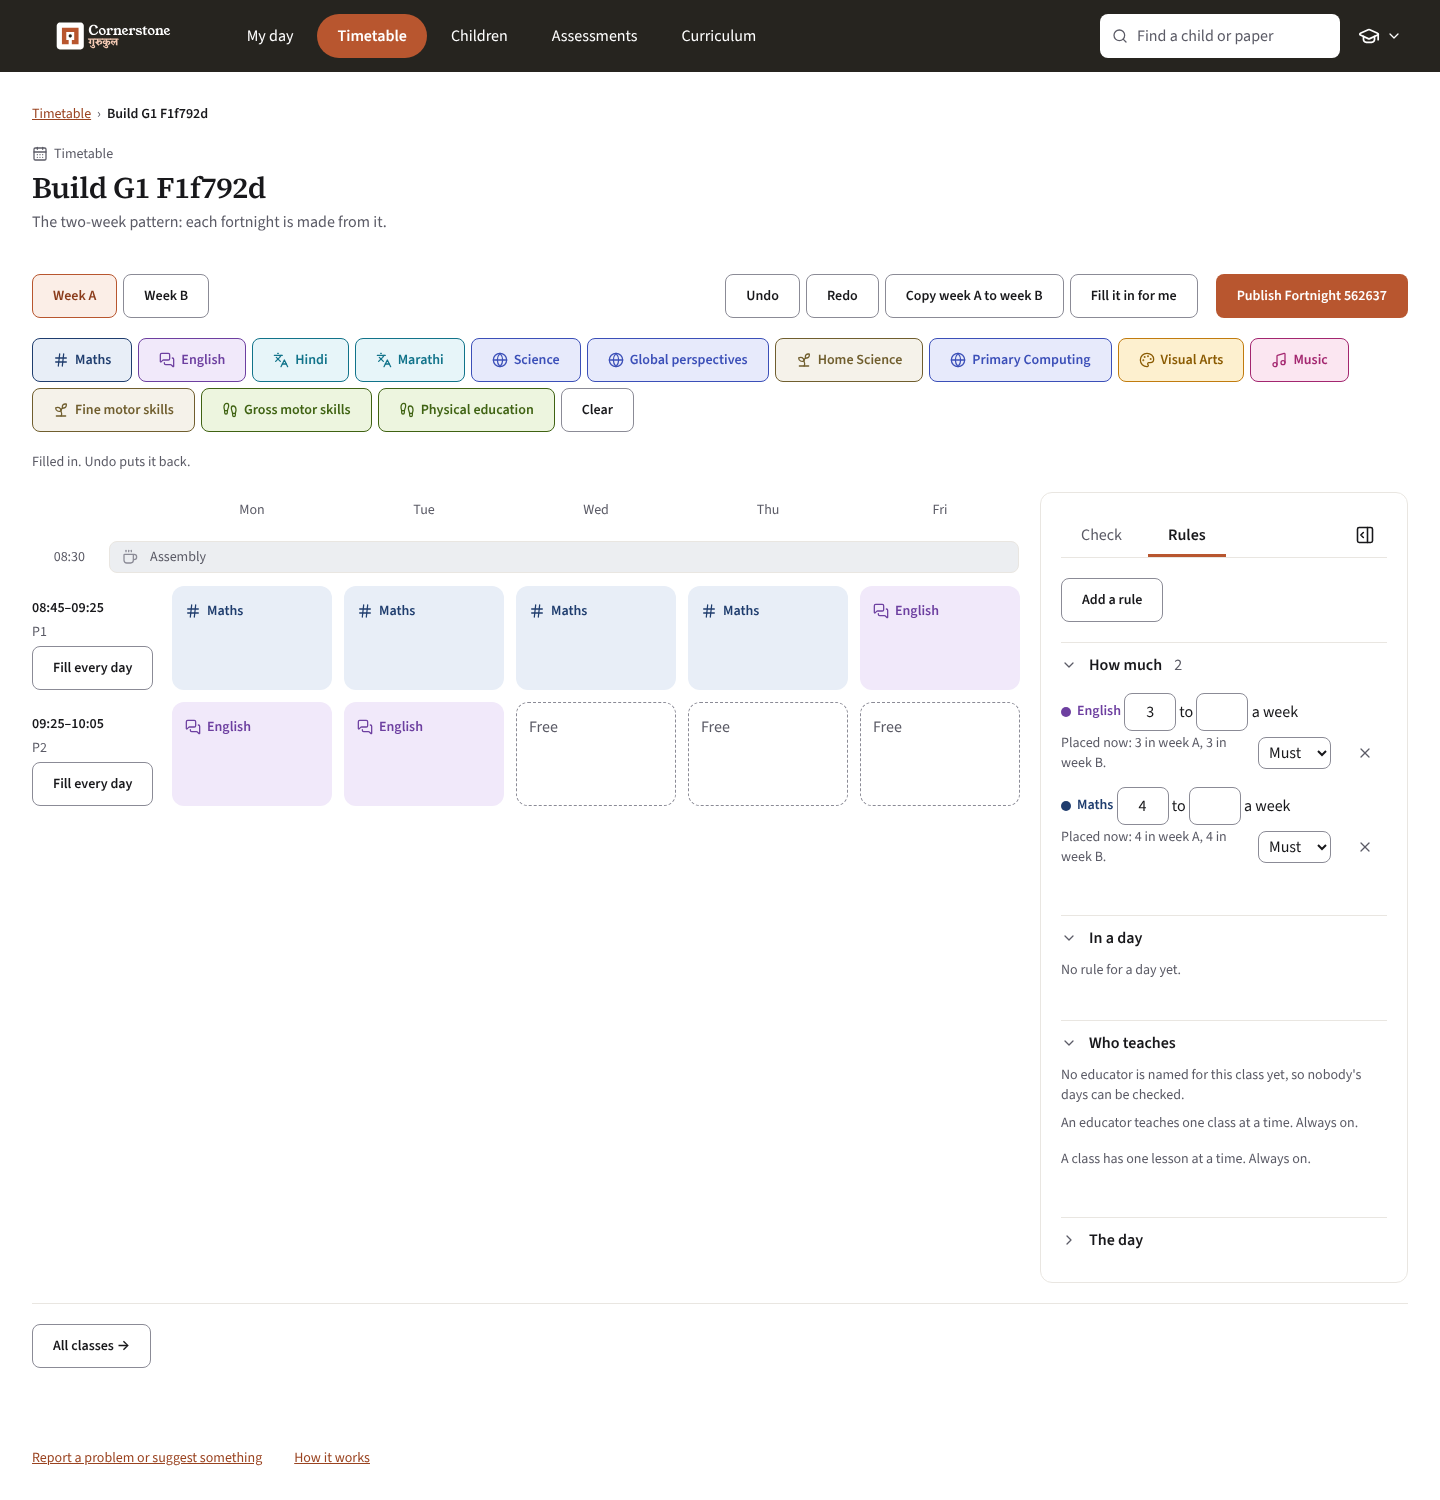 Cornerstone
गुरुकुल
My day
Timetable
Children
Assessments
Curriculum
Find a child or paper
Timetable › Build G1 F1f792d
Timetable
Build G1 F1f792d
The two-week pattern: each fortnight is made from it.
Week A
Week B
Undo
Redo
Copy week A to week B
Fill it in for me
Publish Fortnight 562637
Maths
English
Hindi
Marathi
Science
Global perspectives
Home Science
Primary Computing
Visual Arts
Music
Fine motor skills
Gross motor skills
Physical education
Clear
Filled in. Undo puts it back.
Mon Tue Wed Thu Fri
08:30 Assembly
08:45–09:25
P1
Fill every day
Maths
Maths
Maths
Maths
English
09:25–10:05
P2
Fill every day
English
English
Free
Free
Free
Check
Rules
Add a rule
How much 2
English 3 to a week
Placed now: 3 in week A, 3 in
week B.
Must
Maths 4 to a week
Placed now: 4 in week A, 4 in
week B.
Must
In a day
No rule for a day yet.
Who teaches
No educator is named for this class yet, so nobody's
days can be checked.
An educator teaches one class at a time. Always on.
A class has one lesson at a time. Always on.
The day
All classes →
Report a problem or suggest something
How it works